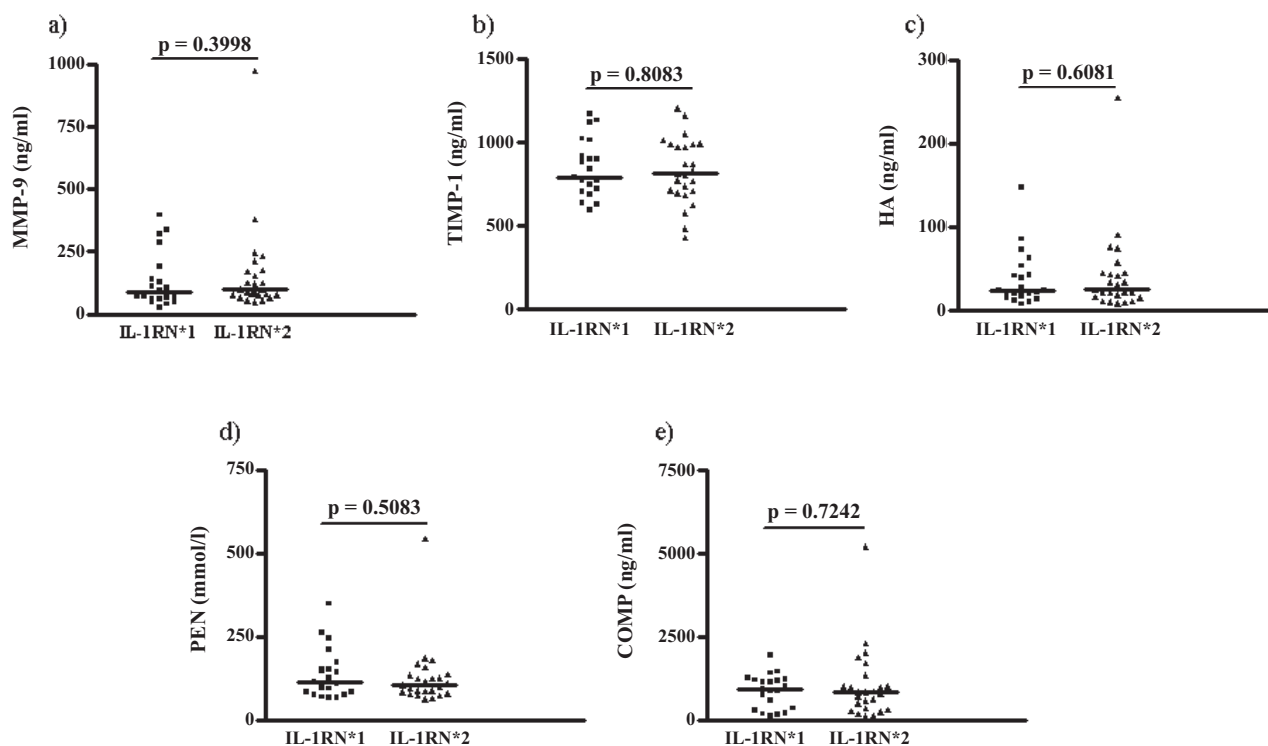 a)
p = 0.3998
MMP-9 (ng/ml)
1000
750
500
250
0
IL-1RN*1 IL-1RN*2
b)
p = 0.8083
TIMP-1 (ng/ml)
1500
1000
500
0
IL-1RN*1 IL-1RN*2
c)
p = 0.6081
HA (ng/ml)
300
200
100
0
IL-1RN*1 IL-1RN*2
d)
p = 0.5083
PEN (mmol/l)
750
500
250
0
IL-1RN*1 IL-1RN*2
e)
p = 0.7242
COMP (ng/ml)
7500
5000
2500
0
IL-1RN*1 IL-1RN*2